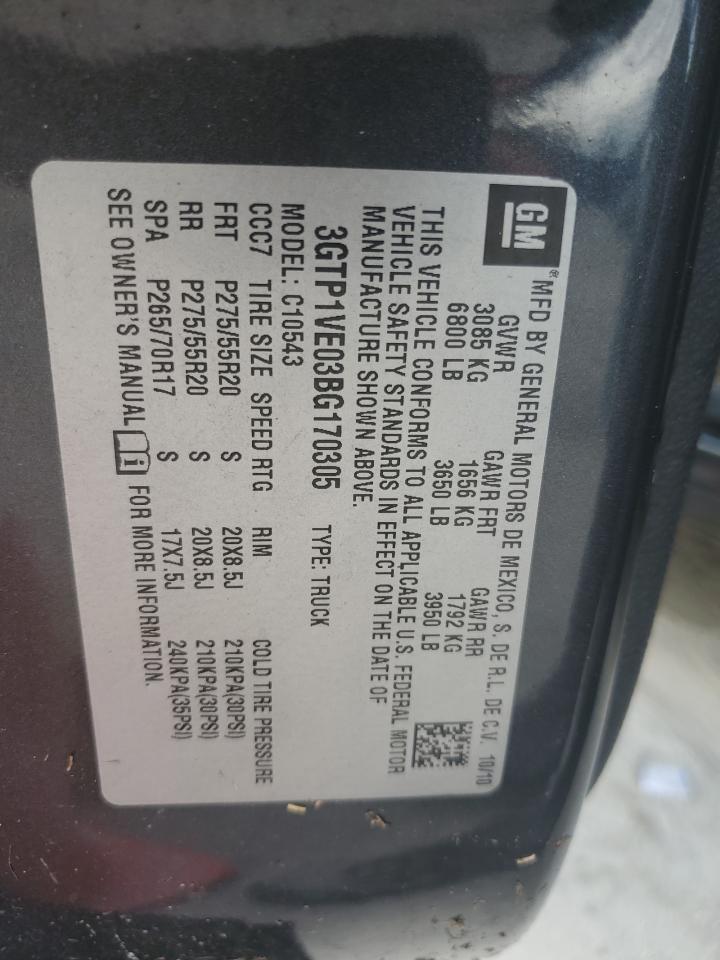 GM® MFD BY GENERAL MOTORS DE MEXICO, S. DE R.L. DE C.V. 10/10
GVWR GAWR FRT GAWR RR
3085 KG 1656 KG 1792 KG
6800 LB 3650 LB 3950 LB
THIS VEHICLE CONFORMS TO ALL APPLICABLE U.S. FEDERAL MOTOR
VEHICLE SAFETY STANDARDS IN EFFECT ON THE DATE OF
MANUFACTURE SHOWN ABOVE.
3GTP1VE03BG170305 TYPE: TRUCK
MODEL: C10543
CCC7 TIRE SIZE SPEED RTG RIM COLD TIRE PRESSURE
FRT P275/55R20 S 20X8.5J 210KPA(30PSI)
RR P275/55R20 S 20X8.5J 210KPA(30PSI)
SPA P265/70R17 S 17X7.5J 240KPA(35PSI)
SEE OWNER'S MANUAL FOR MORE INFORMATION.